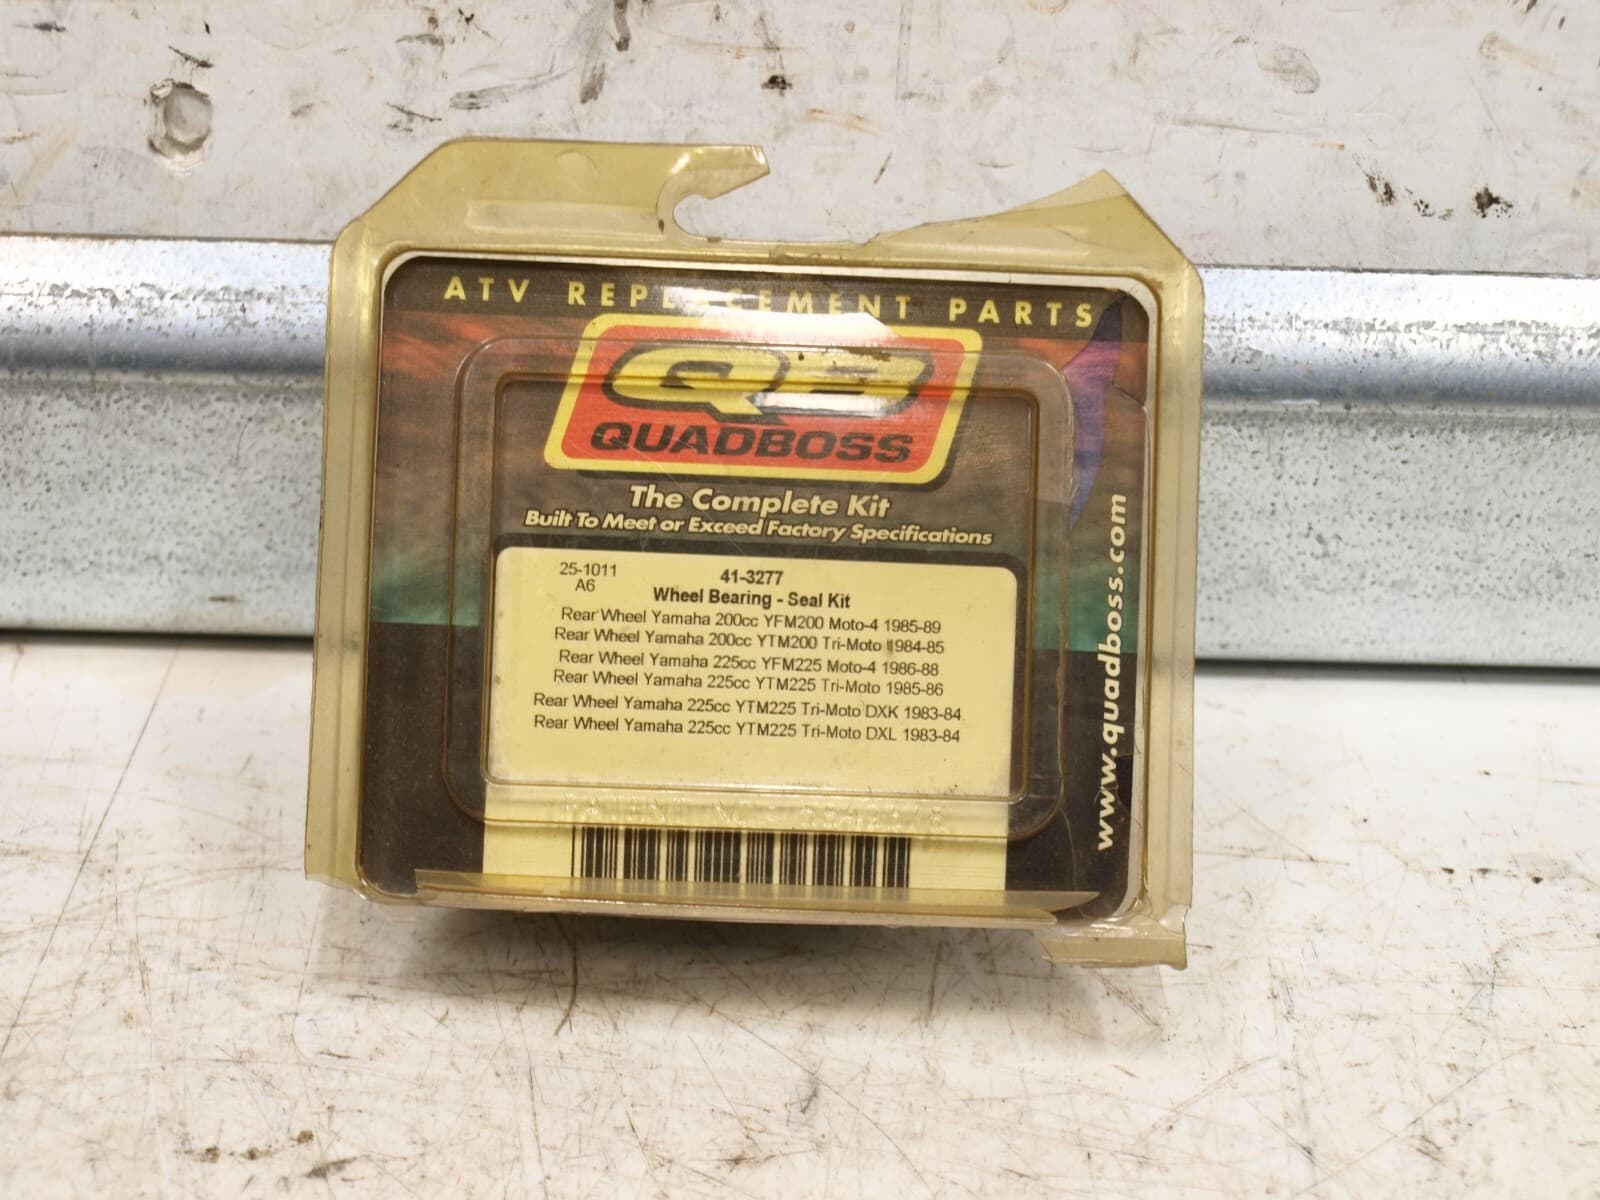 ATV REPLACEMENT PARTS
QB
QUADBOSS
The Complete Kit
Built To Meet or Exceed Factory Specifications
25-1011
A6
41-3277
Wheel Bearing - Seal Kit
Rear Wheel Yamaha 200cc YFM200 Moto-4 1985-89
Rear Wheel Yamaha 200cc YTM200 Tri-Moto 1984-85
Rear Wheel Yamaha 225cc YFM225 Moto-4 1986-88
Rear Wheel Yamaha 225cc YTM225 Tri-Moto 1985-86
Rear Wheel Yamaha 225cc YTM225 Tri-Moto DXK 1983-84
Rear Wheel Yamaha 225cc YTM225 Tri-Moto DXL 1983-84
PATENT NO.
www.quadboss.com